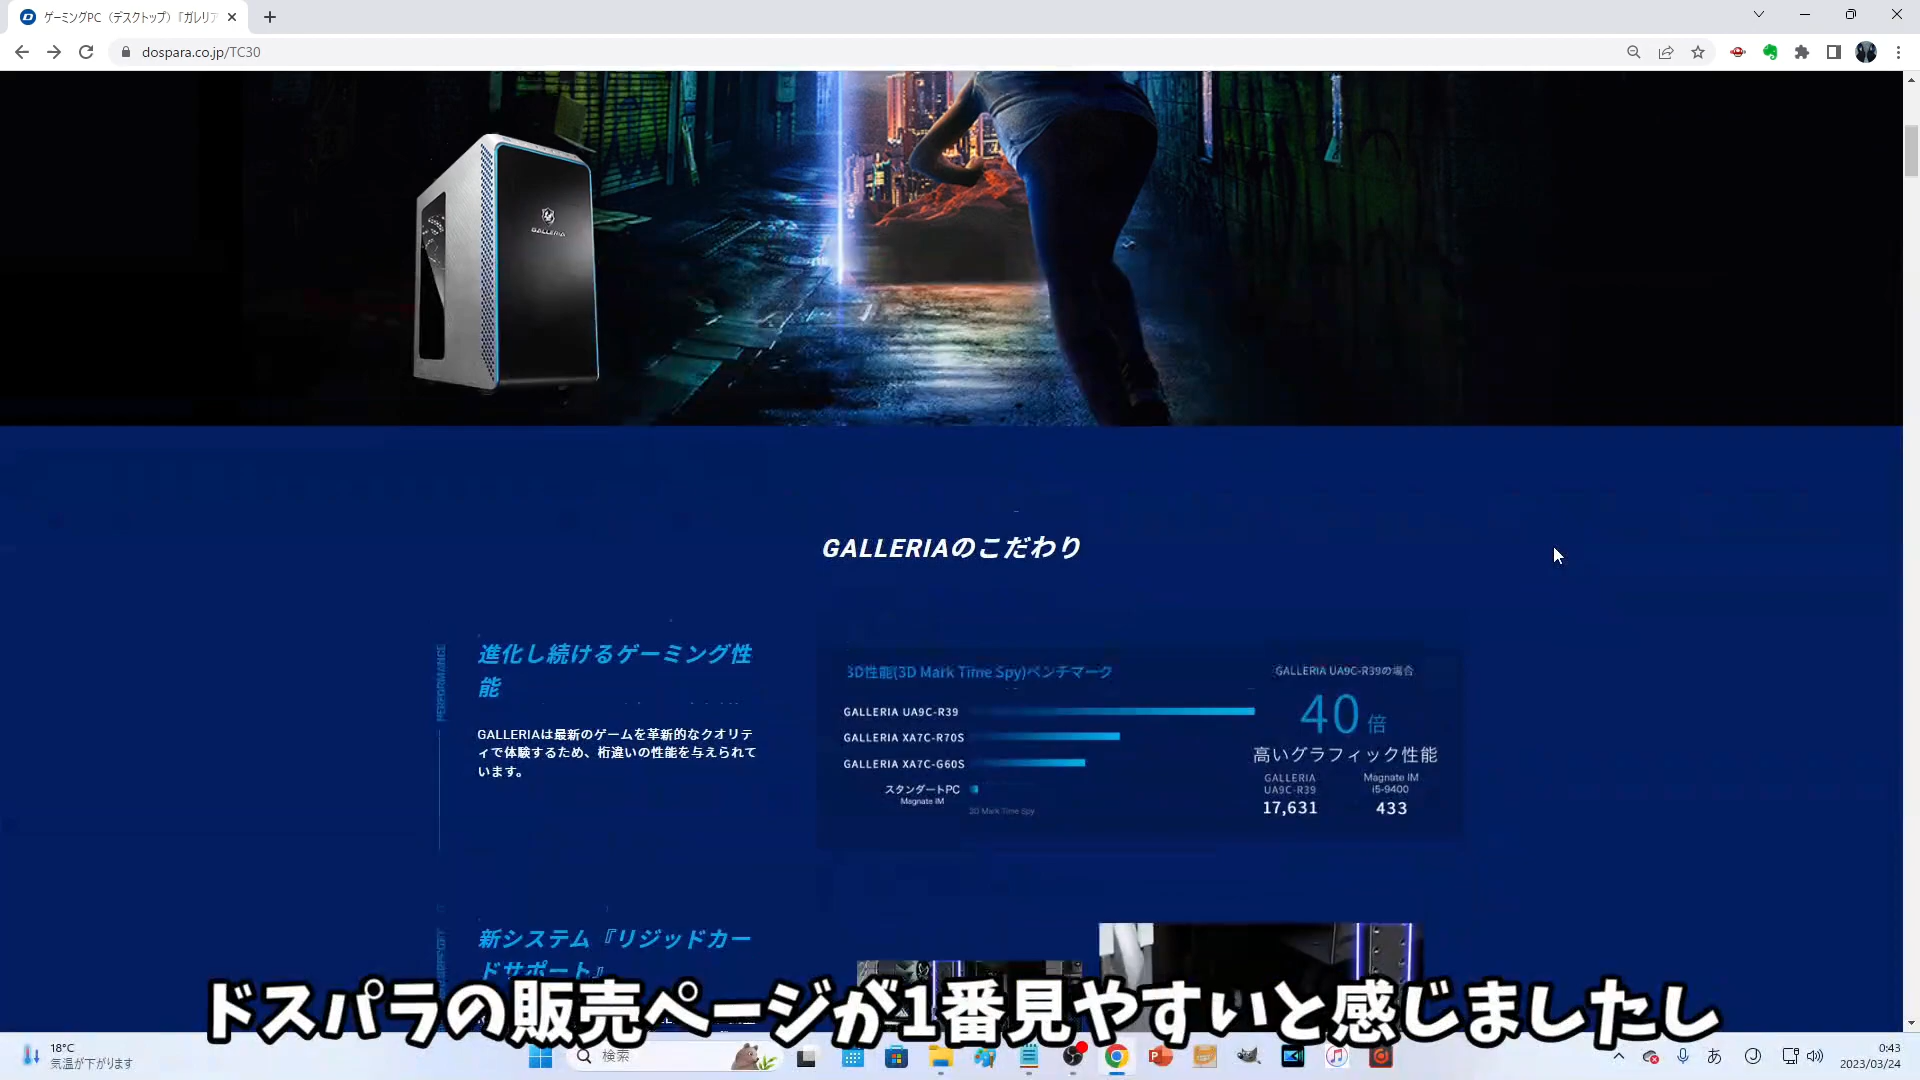 ゲーミングPC（デスクトップ）「ガレリア
dospara.co.jp/TC30
GALLERIA
GALLERIAのこだわり
PERFORMANCE
進化し続けるゲーミング性
能
GALLERIAは最新のゲームを革新的なクオリテ
ィで体験するため、桁違いの性能を与えられて
います。
3D性能(3D Mark Time Spy)ベンチマーク
GALLERIA UA9C-R39
GALLERIA XA7C-R70S
GALLERIA XA7C-G60S
スタンダートPC
Magnate IM
3D Mark Time Spy
GALLERIA UA9C-R39の場合
40倍
高いグラフィック性能
GALLERIA
UA9C-R39
17,631
Magnate IM
i5-9400
433
新システム『リジッドカー
ドサポート』
ドスパラの販売ページが1番見やすいと感じましたし
18°C
気温が下がります
検索
あ
0:43
2023/03/24